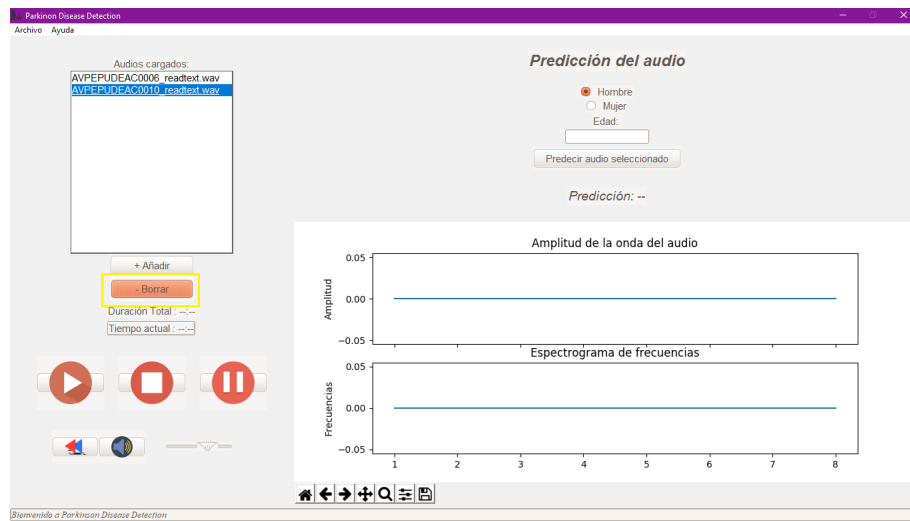 Parkinon Disease Detection
Archivo Ayuda
Audios cargados:
AVPEPUDEAC0006_readtext.wav
AVPEPUDEAC0010_readtext.wav
+ Añadir
- Borrar
Duración Total : --:--
Tiempo actual : --:--
Predicción del audio
Hombre
Mujer
Edad:
Predecir audio seleccionado
Predicción: --
Amplitud de la onda del audio
0.05
0.00
−0.05
Amplitud
Espectrograma de frecuencias
0.05
0.00
−0.05
Frecuencias
1 2 3 4 5 6 7 8
Bienvenido a Parkinson Disease Detection